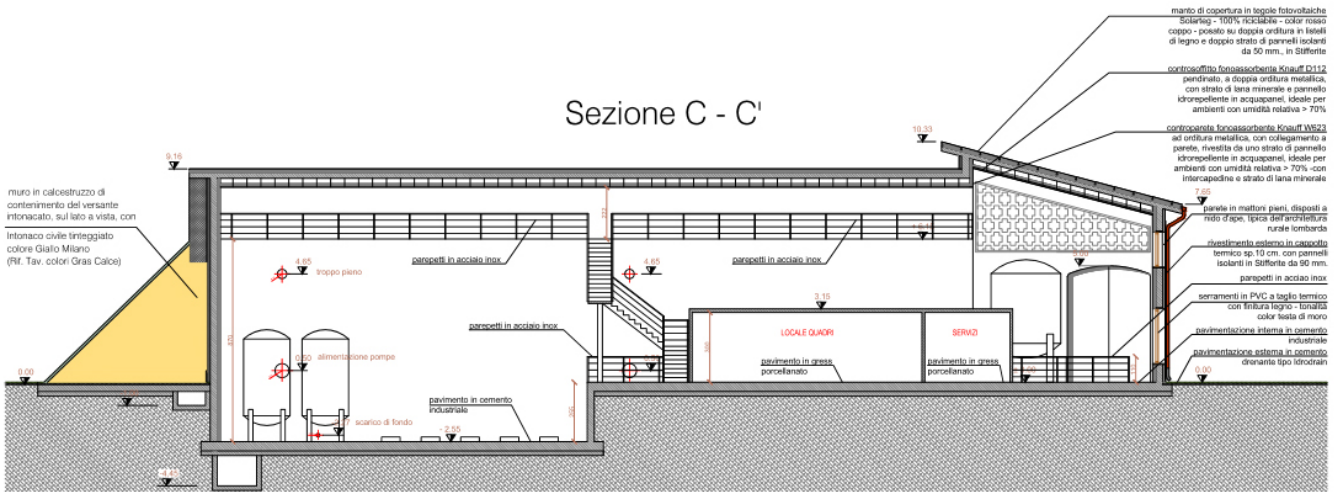 manto di copertura in tegole fotovoltaiche
Solarteg - 100% riciclabile - color rosso
coppo - posato su doppia orditura in listelli
di legno e doppio strato di pannelli isolanti
da 50 mm., in Stifferite
controsoffitto fonoassorbente Knauff D112
pendinato, a doppia orditura metallica,
con strato di lana minerale e pannello
idrorepellente in acquapanel, ideale per
ambienti con umidità relativa > 70%
Sezione C - C'
10.33
controparete fonoassorbente Knauff W623
ad orditura metallica, con collegamento a
parete, rivestita da uno strato di pannello
idrorepellente in acquapanel, ideale per
ambienti con umidità relativa > 70% -con
intercapedine e strato di lana minerale
9.16
muro in calcestruzzo di
contenimento del versante
intonacato, sul lato a vista, con
Intonaco civile tinteggiato
colore Giallo Milano
(Rif. Tav. colori Gras Calce)
7.65
parete in mattoni pieni, disposti a
nido d'ape, tipica dell'architettura
rurale lombarda
rivestimento esterno in cappotto
termico sp.10 cm. con pannelli
isolanti in Stifferite da 90 mm.
parepetti in acciao inox
serramenti in PVC a taglio termico
con finitura legno - tonalità
color testa di moro
pavimentazione interna in cemento
industriale
pavimentazione esterna in cemento
drenante tipo Idrodrain
222
parepetti in acciaio inox
parepetti in acciaio inox
5.00
4.65
troppo pieno
4.65
870
3.15
parepetti in acciaio inox
LOCALE QUADRI
SERVIZI
300
0.50
alimentazione pompe
pavimento in gress
porcellanato
pavimento in gress
porcellanato
0.00
0.00
pavimento in cemento
industriale
255
scarico di fondo
- 2.55